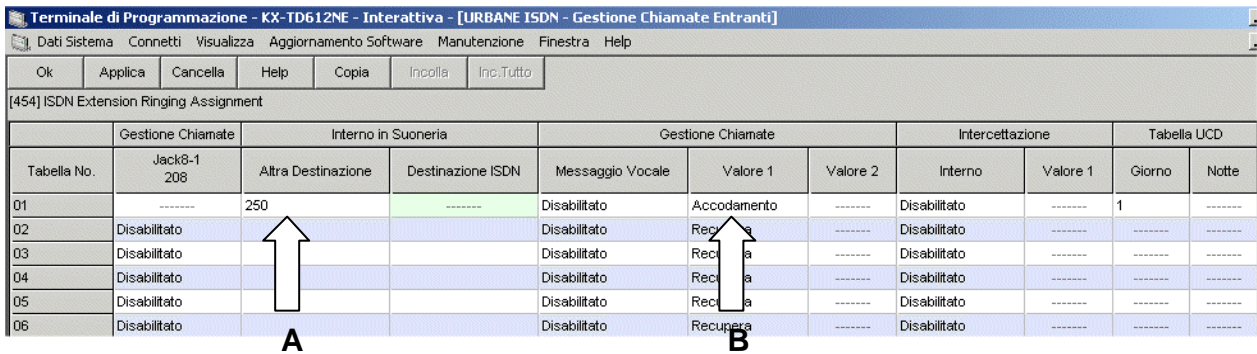 Terminale di Programmazione - KX-TD612NE - Interattiva - [URBANE ISDN - Gestione Chiamate Entranti]
Dati Sistema Connetti Visualizza Aggiornamento Software Manutenzione Finestra Help
Ok Applica Cancella Help Copia Incolla Inc.Tutto
[454] ISDN Extension Ringing Assignment
Gestione Chiamate Interno in Suoneria Gestione Chiamate Intercettazione Tabella UCD
Tabella No. Jack8-1 208 Altra Destinazione Destinazione ISDN Messaggio Vocale Valore 1 Valore 2 Interno Valore 1 Giorno Notte
01 ------- 250 ------- Disabilitato Accodamento ------- Disabilitato ------- 1 -------
02 Disabilitato Disabilitato ------- Disabilitato ------- ------- -------
03 Disabilitato Disabilitato ------- Disabilitato ------- ------- -------
04 Disabilitato Disabilitato ------- Disabilitato ------- ------- -------
05 Disabilitato Disabilitato ------- Disabilitato ------- ------- -------
06 Disabilitato Disabilitato Recupera ------- Disabilitato ------- ------- -------
A B